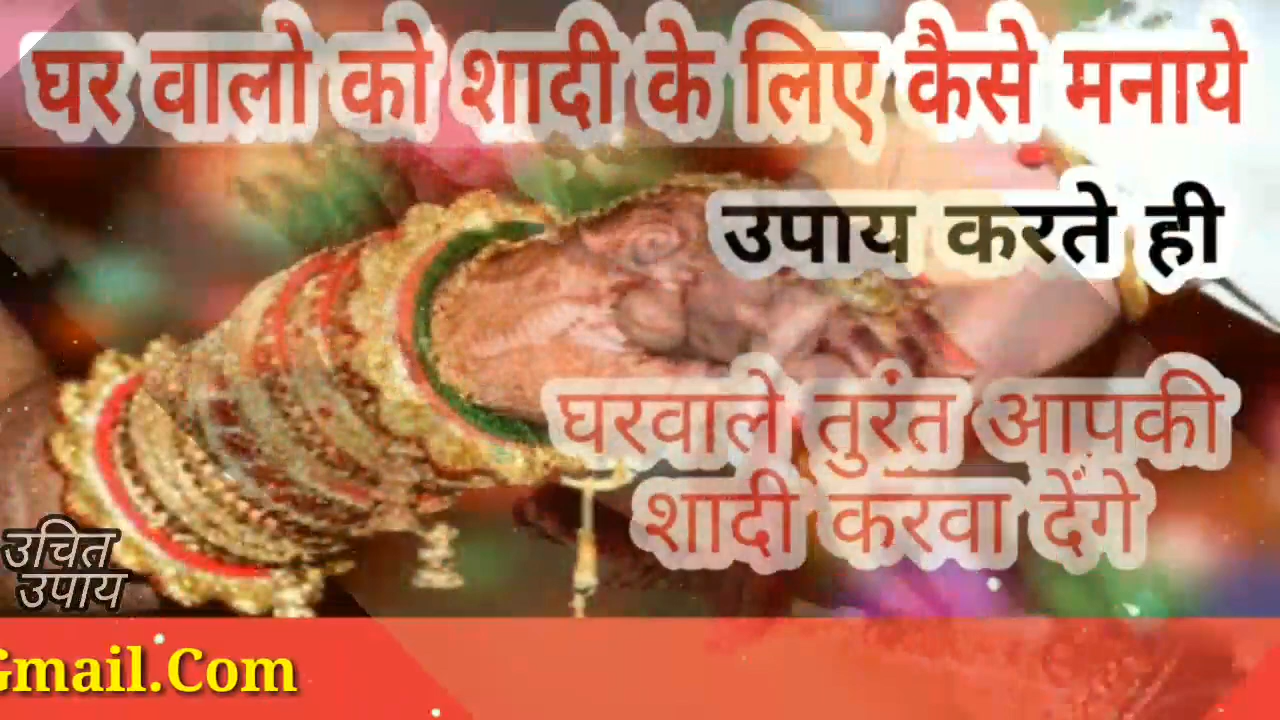 घर वालो को शादी के लिए कैसे मनाये
उपाय करते ही
घरवाले तुरंत आपकी
शादी करवा देंगे
उचित
उपाय
Gmail.Com